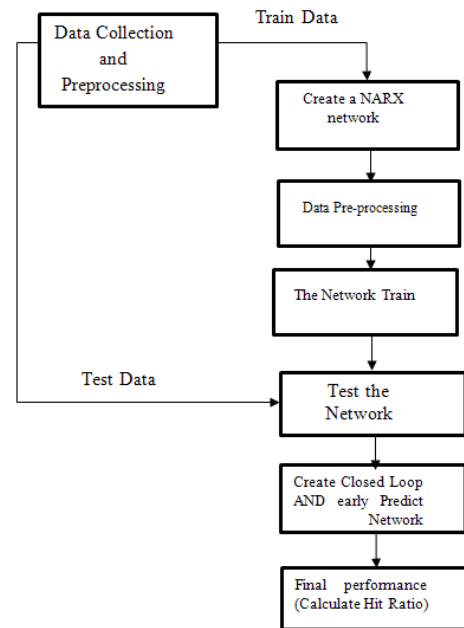 Train Data
Data Collection
and
Preprocessing
Create a NARX
network
Data Pre-processing
The Network Train
Test Data
Test the
Network
Create Closed Loop
AND early Predict
Network
Final performance
(Calculate Hit Ratio)